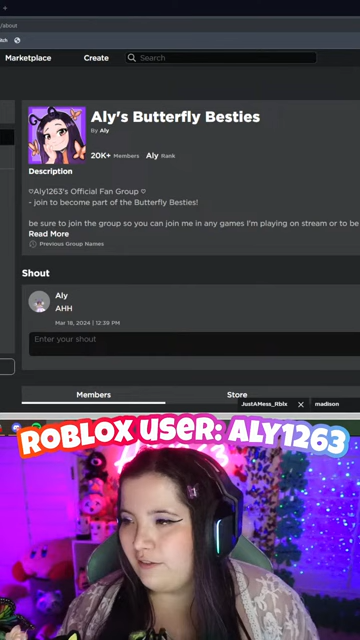 /about
itch
Marketplace Create Search
Aly's Butterfly Besties
By Aly
20K+ Members Aly Rank
Description
♡Aly1263's Official Fan Group ♡
- join to become part of the Butterfly Besties!
be sure to join the group so you can join me in any games I'm playing on stream or to be
Read More
Previous Group Names
Shout
Aly
AHH
Mar 18, 2024 | 12:39 PM
Enter your shout
Members Store
JustAMess_Rblx madison
ROBLOX USER: ALY1263